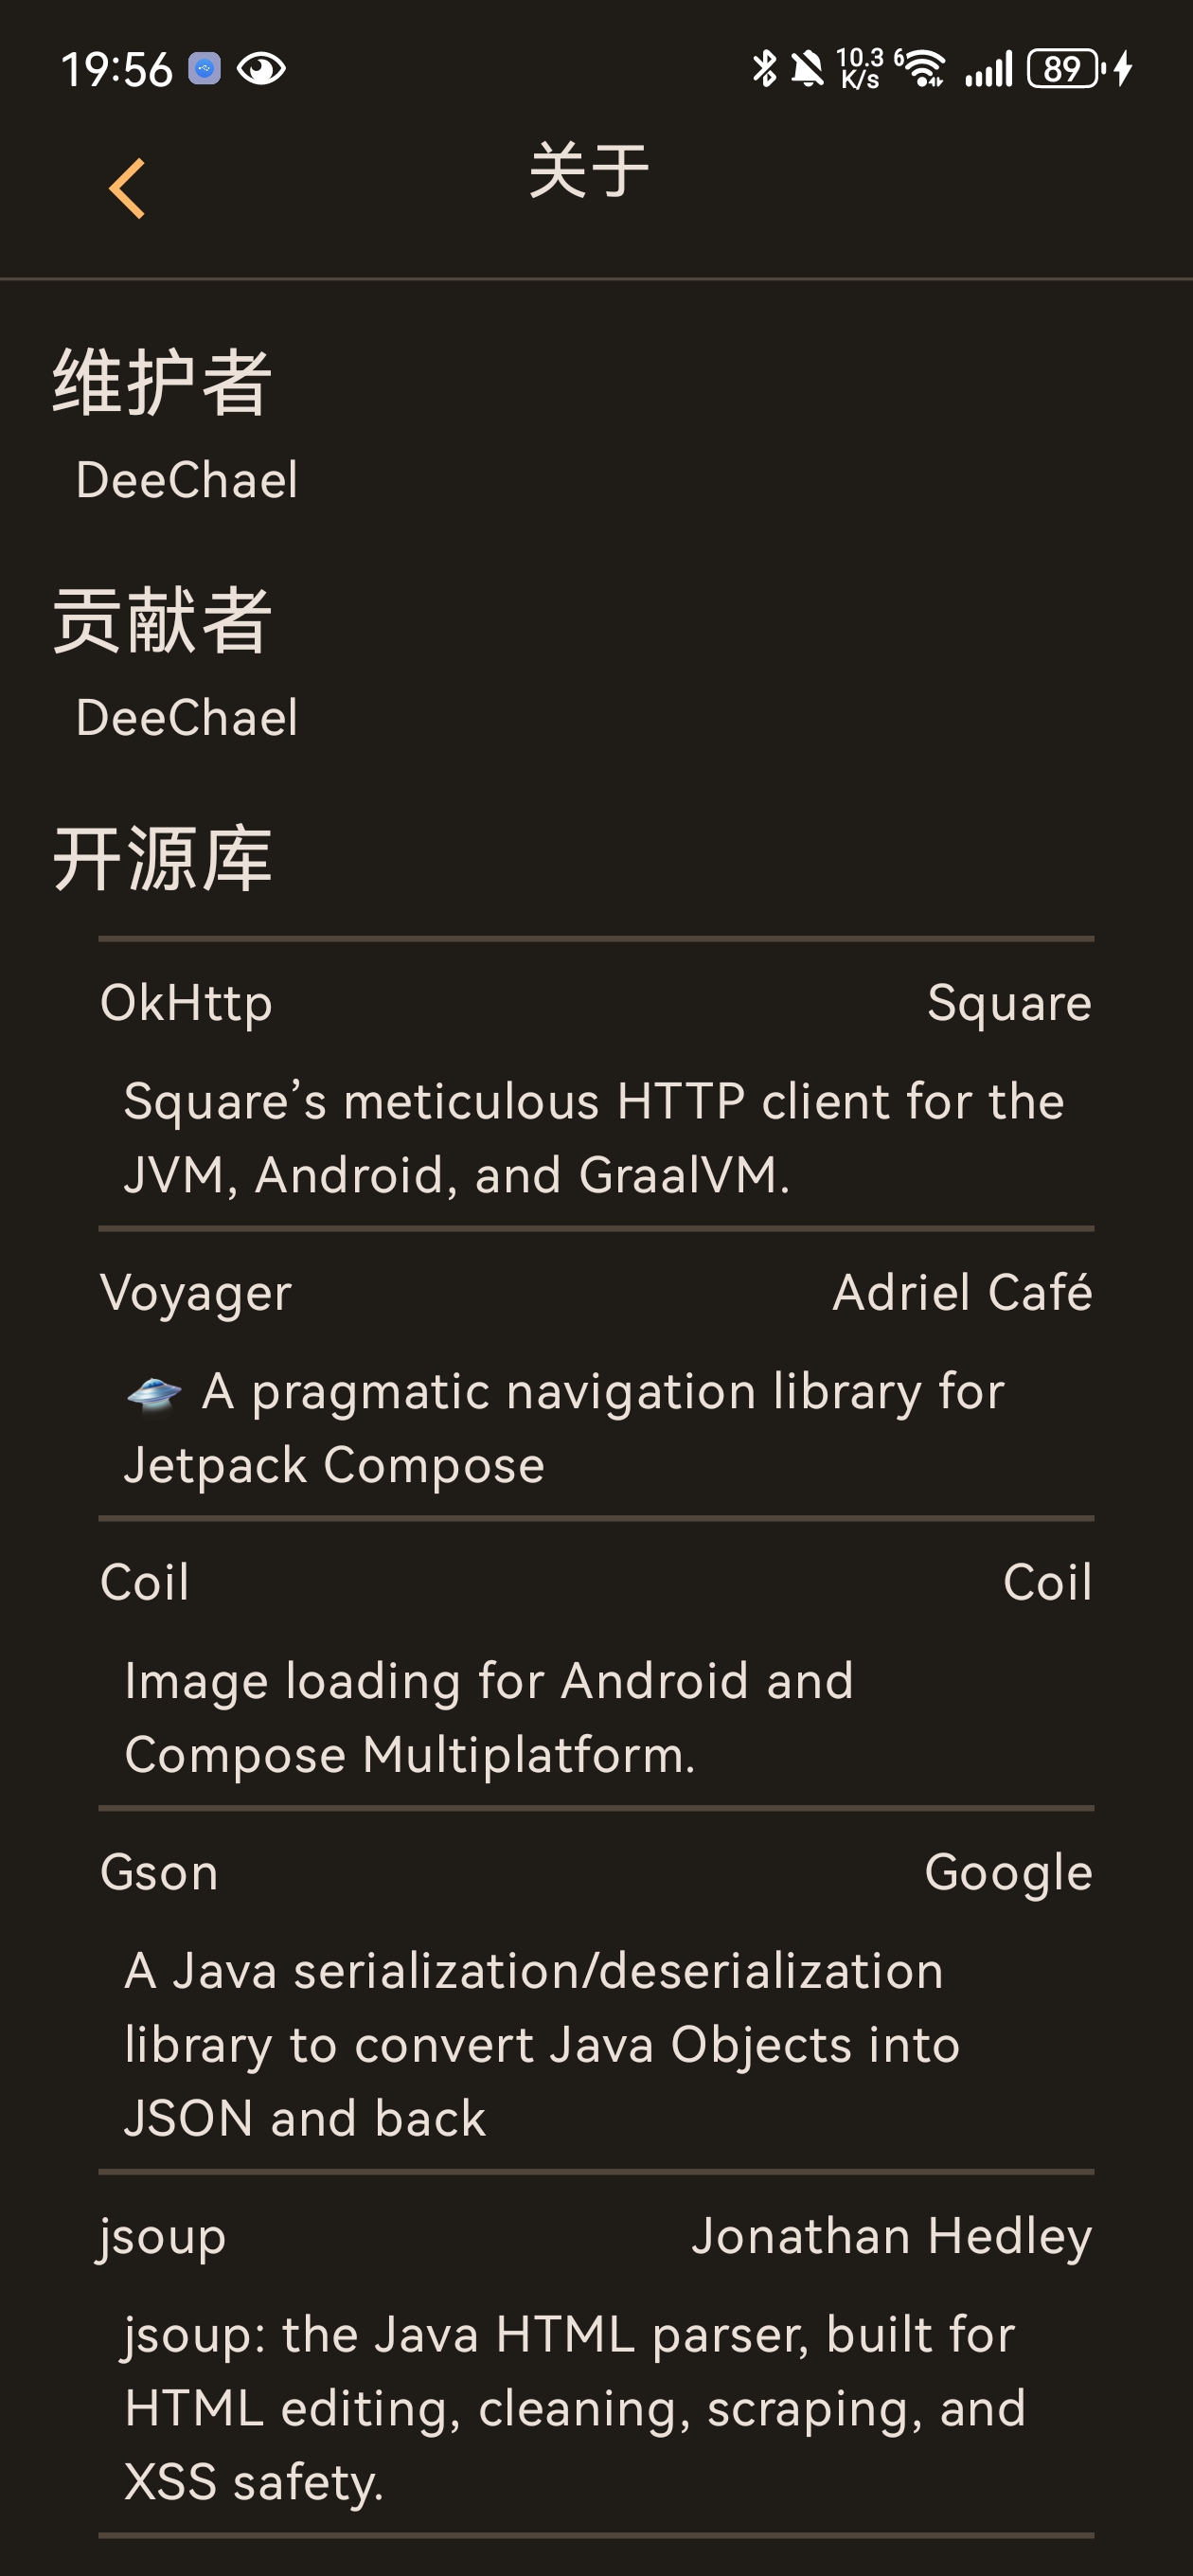 19:56 10.3 K/s 6 89
关于
维护者
DeeChael
贡献者
DeeChael
开源库
OkHttp Square
Square’s meticulous HTTP client for the
JVM, Android, and GraalVM.
Voyager Adriel Café
🛸 A pragmatic navigation library for
Jetpack Compose
Coil Coil
Image loading for Android and
Compose Multiplatform.
Gson Google
A Java serialization/deserialization
library to convert Java Objects into
JSON and back
jsoup Jonathan Hedley
jsoup: the Java HTML parser, built for
HTML editing, cleaning, scraping, and
XSS safety.